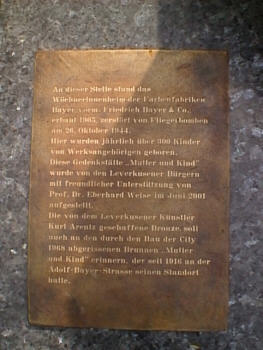 An dieser Stelle stand das
Wöchnerinnenheim der Farbenfabriken
Bayer vorm. Friedrich Bayer & Co.,
erbaut 1905, zerstört von Fliegerbomben
am 26. Oktober 1944.
Hier wurden jährlich über 300 Kinder
von Werksangehörigen geboren.
Diese Gedenkstätte „Mutter und Kind"
wurde von den Leverkusener Bürgern
mit freundlicher Unterstützung von
Prof. Dr. Eberhard Weise im Juni 2001
aufgestellt.
Die von dem Leverkusener Künstler
Kurt Arentz geschaffene Bronze, soll
auch an den durch den Bau der City
1968 abgerissenen Brunnen „Mutter
und Kind" erinnern, der seit 1916 an der
Adolf-Bayer-Strasse seinen Standort
hatte.